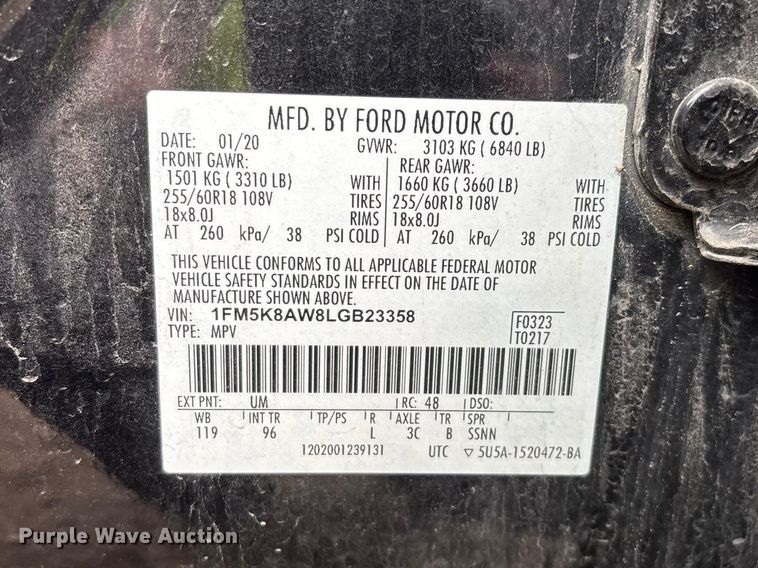 MFD. BY FORD MOTOR CO.
DATE: 01/20 GVWR: 3103 KG ( 6840 LB)
FRONT GAWR: REAR GAWR:
1501 KG ( 3310 LB) WITH 1660 KG ( 3660 LB) WITH
255/60R18 108V TIRES 255/60R18 108V TIRES
18x8.0J RIMS 18x8.0J RIMS
AT 260 kPa/ 38 PSI COLD AT 260 kPa/ 38 PSI COLD
THIS VEHICLE CONFORMS TO ALL APPLICABLE FEDERAL MOTOR
VEHICLE SAFETY STANDARDS IN EFFECT ON THE DATE OF
MANUFACTURE SHOWN ABOVE.
VIN: 1FM5K8AW8LGB23358 F0323
TYPE: MPV T0217
EXT PNT: UM RC: 48 DSO:
WB INT TR TP/PS R AXLE TR SPR
119 96 L 3C B SSNN
1202001239131 UTC ▽ 5U5A-1520472-BA
Purple Wave Auction